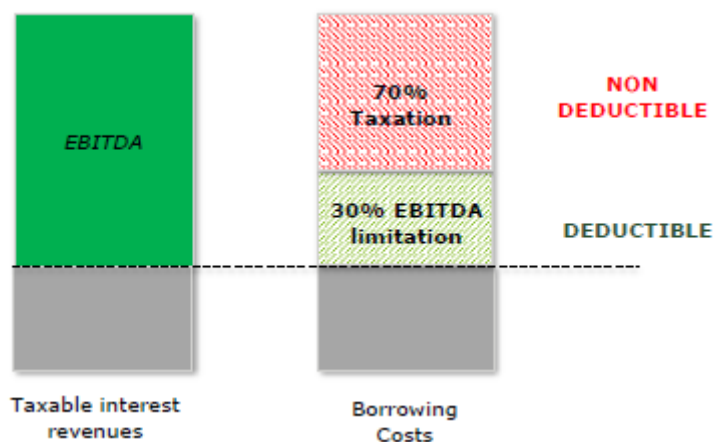 EBITDA
70%
Taxation
NON
DEDUCTIBLE
30% EBITDA
limitation
DEDUCTIBLE
Taxable interest
revenues
Borrowing
Costs